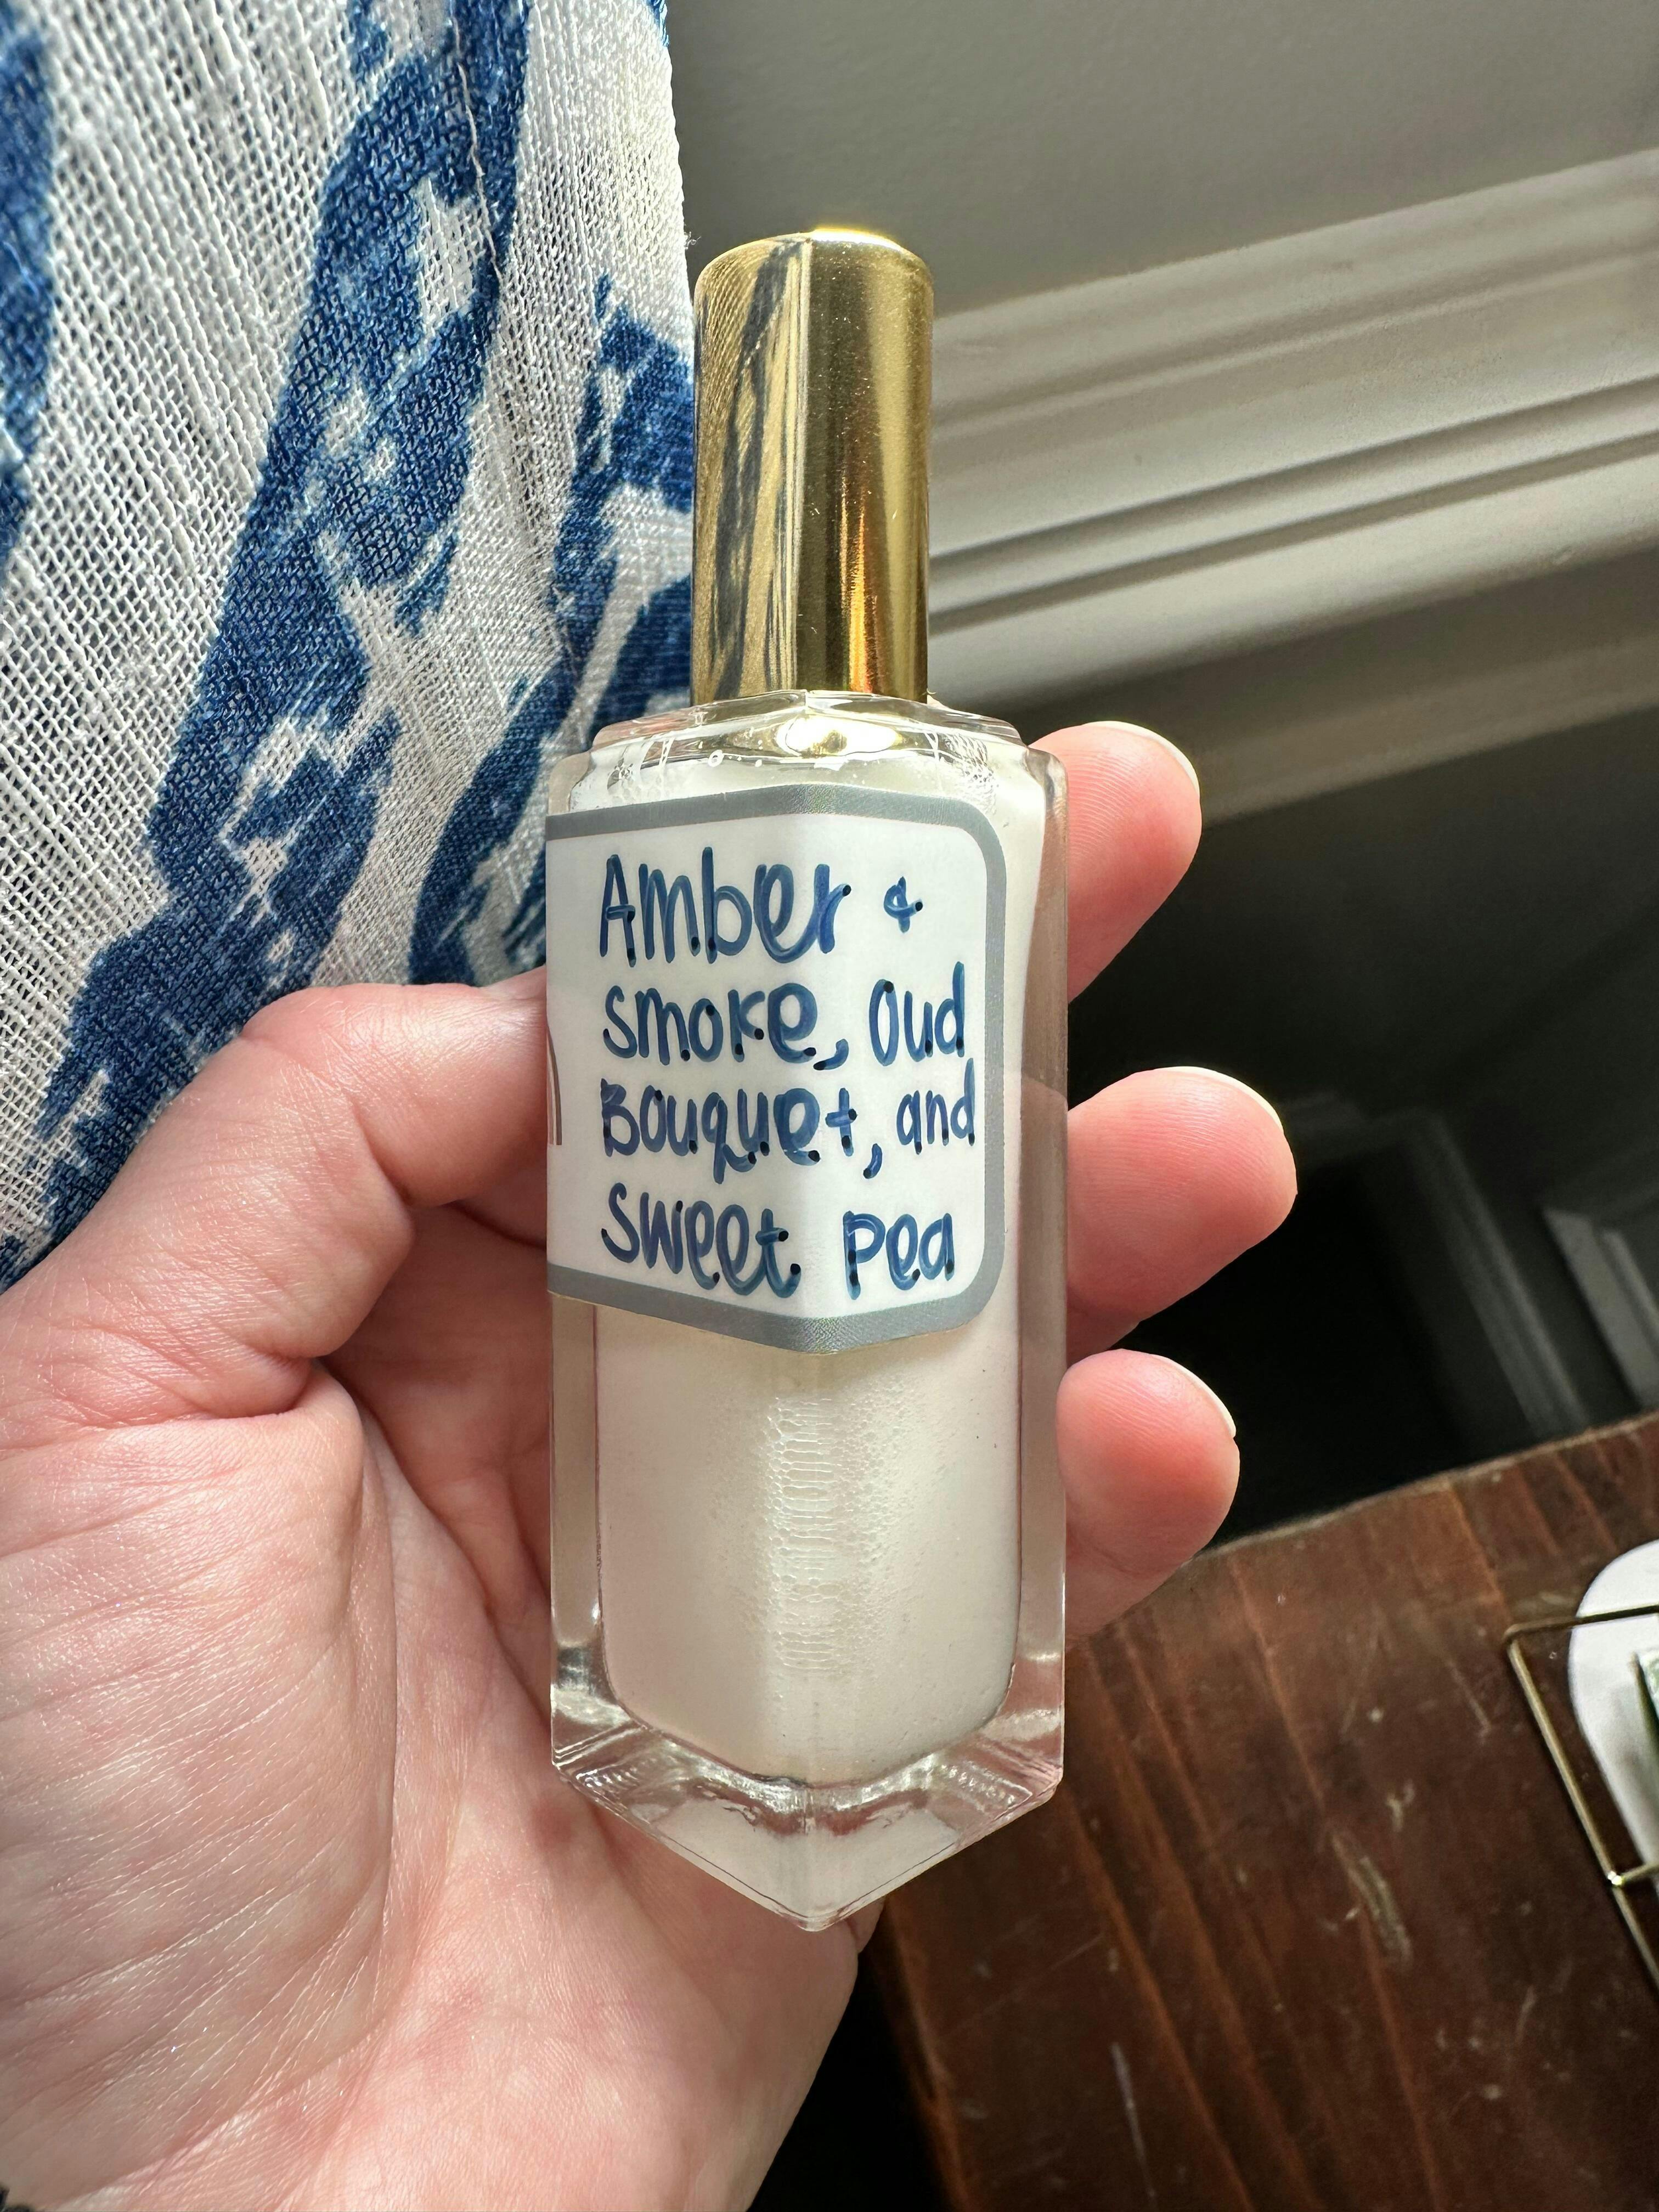 Amber &
smoke, Oud
Bouquet, and
sweet pea